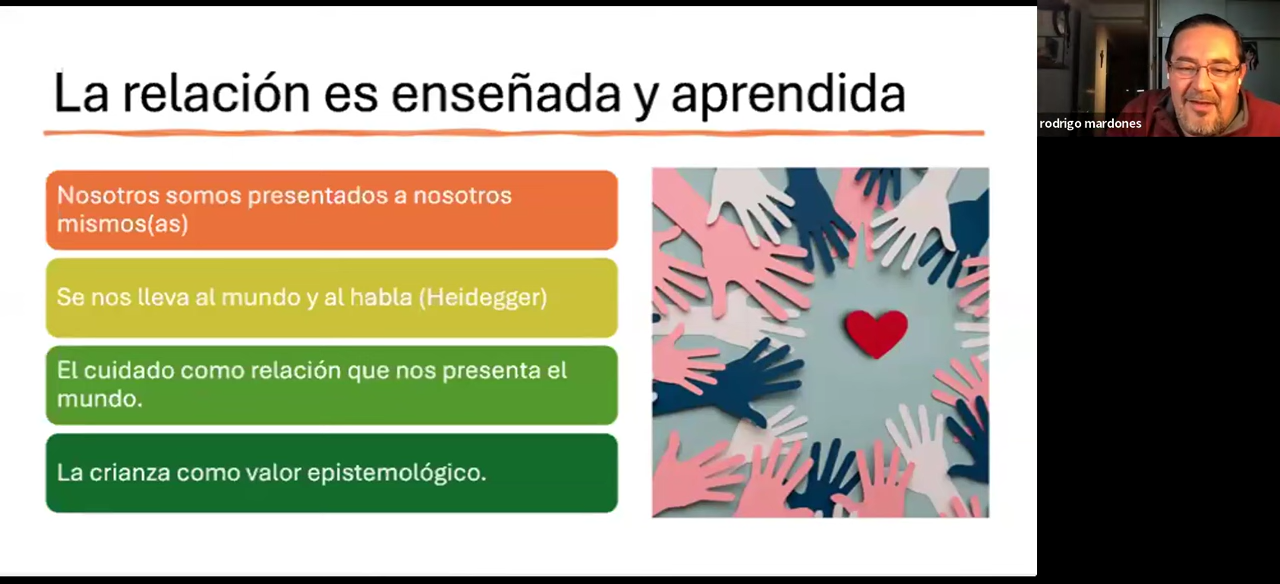 La relación es enseñada y aprendida
Nosotros somos presentados a nosotros
mismos(as)
Se nos lleva al mundo y al habla (Heidegger)
El cuidado como relación que nos presenta el
mundo.
La crianza como valor epistemológico.
rodrigo mardones